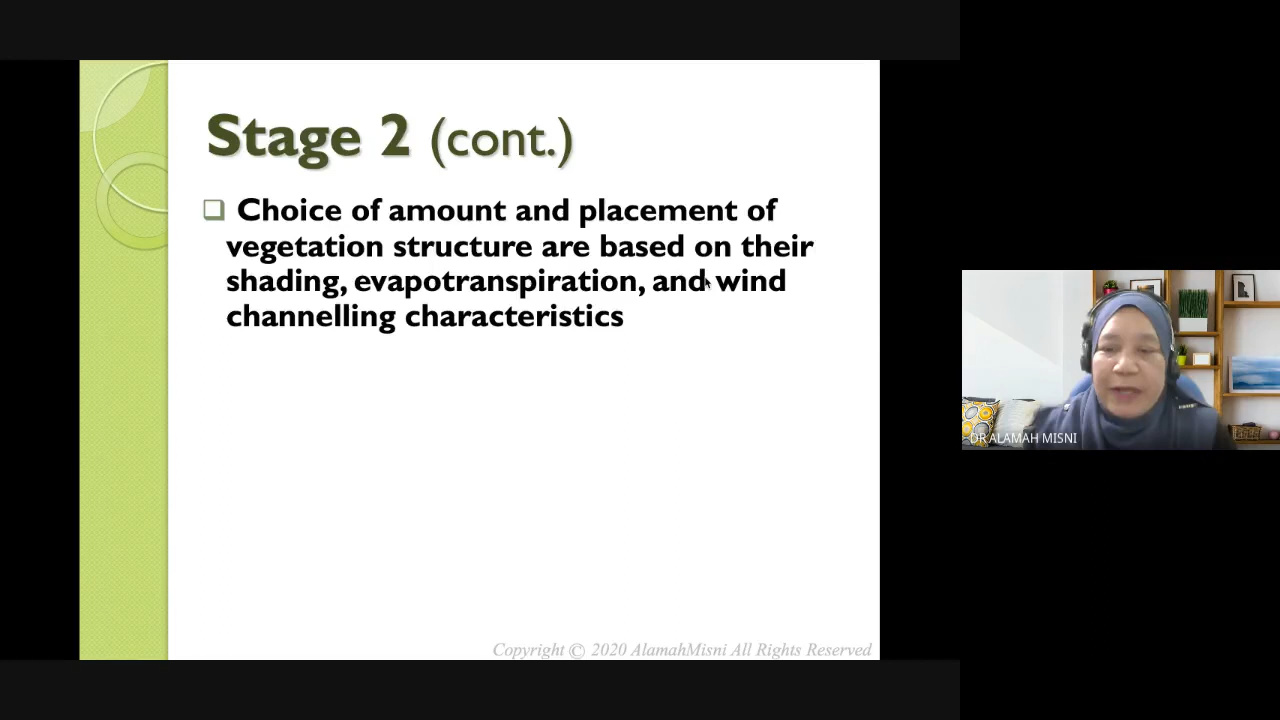 Stage 2 (cont.)
❑ Choice of amount and placement of
vegetation structure are based on their
shading, evapotranspiration, and wind
channelling characteristics
Copyright © 2020 AlamahMisni All Rights Reserved
DR ALAMAH MISNI